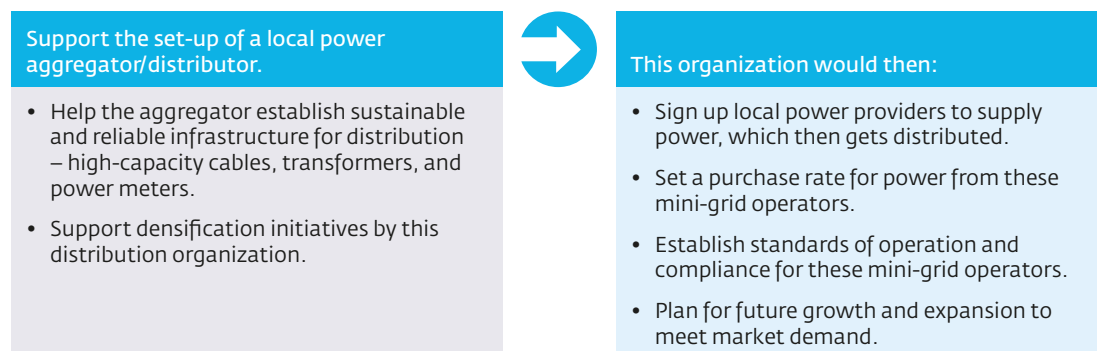 Support the set-up of a local power
aggregator/distributor.
• Help the aggregator establish sustainable
and reliable infrastructure for distribution
– high-capacity cables, transformers, and
power meters.
• Support densification initiatives by this
distribution organization.
This organization would then:
• Sign up local power providers to supply
power, which then gets distributed.
• Set a purchase rate for power from these
mini-grid operators.
• Establish standards of operation and
compliance for these mini-grid operators.
• Plan for future growth and expansion to
meet market demand.